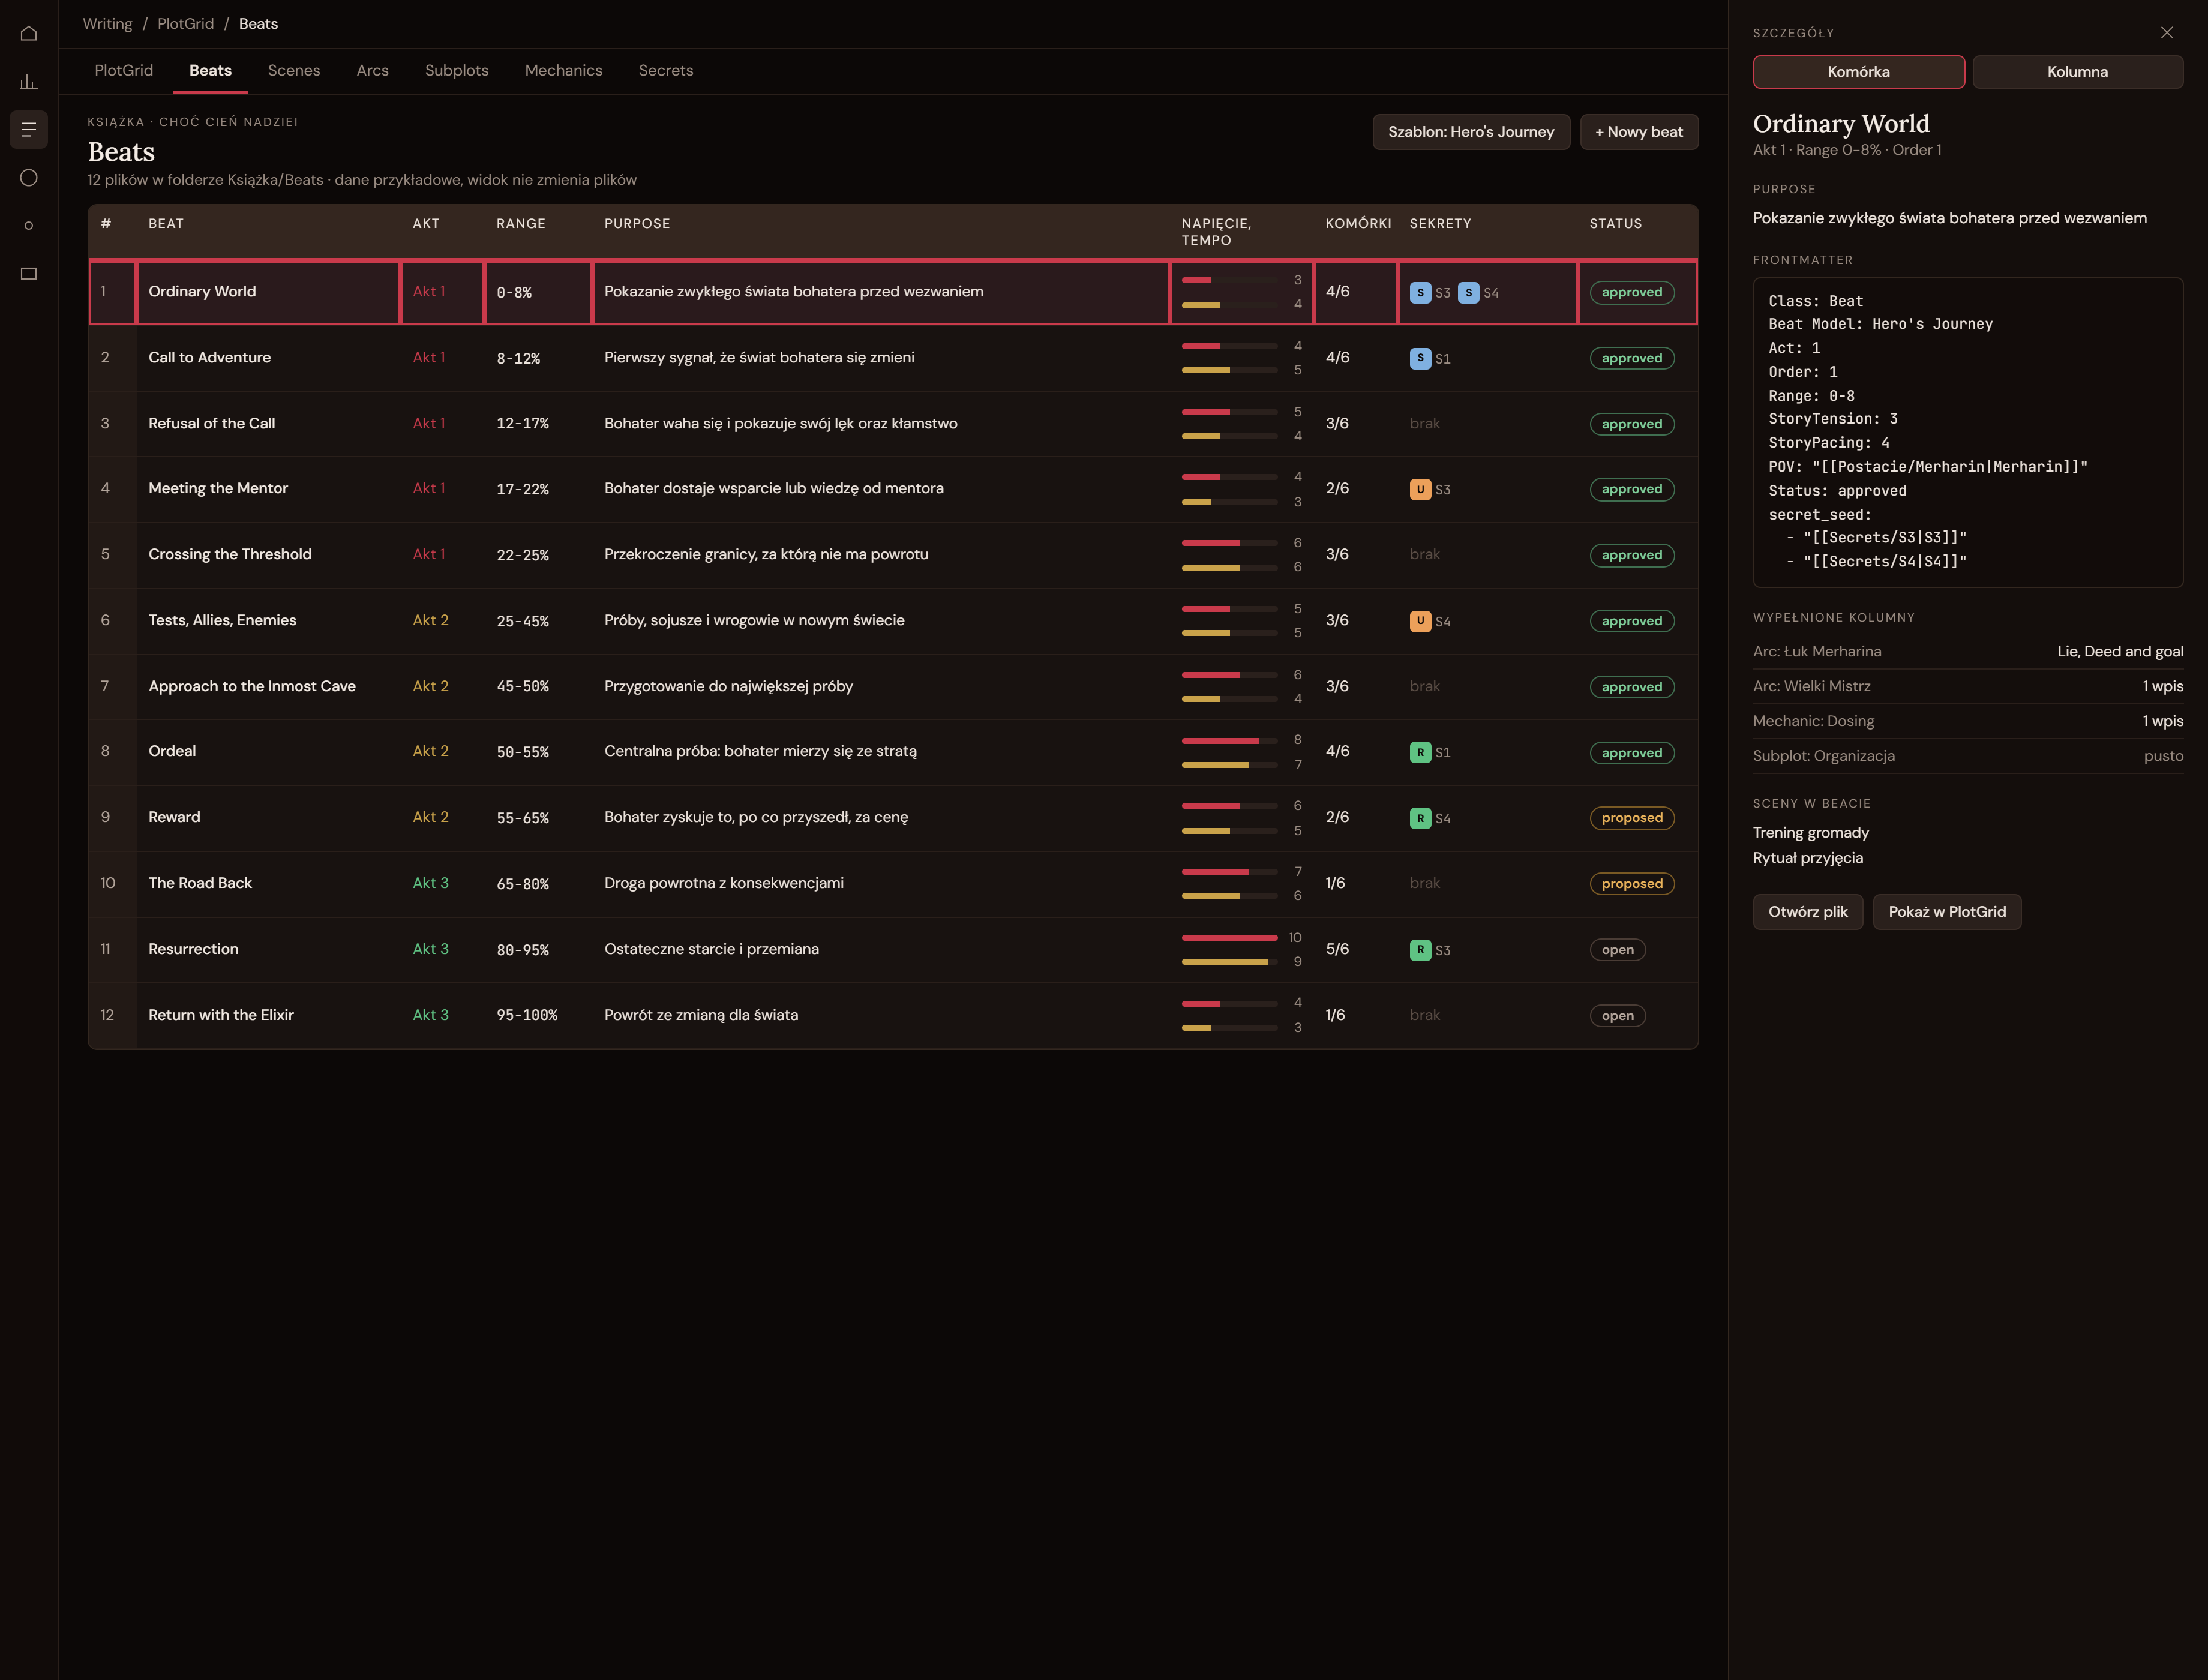 Writing / PlotGrid / Beats
PlotGrid Beats Scenes Arcs Subplots Mechanics Secrets
KSIĄŻKA · CHOĆ CIEŃ NADZIEI
Beats
12 plików w folderze Książka/Beats · dane przykładowe, widok nie zmienia plików
Szablon: Hero's Journey
+ Nowy beat
# BEAT AKT RANGE PURPOSE NAPIĘCIE, TEMPO KOMÓRKI SEKRETY STATUS
1 Ordinary World Akt 1 0-8% Pokazanie zwykłego świata bohatera przed wezwaniem 3 4 4/6 S S3 S S4 approved
2 Call to Adventure Akt 1 8-12% Pierwszy sygnał, że świat bohatera się zmieni 4 5 4/6 S S1 approved
3 Refusal of the Call Akt 1 12-17% Bohater waha się i pokazuje swój lęk oraz kłamstwo 5 4 3/6 brak approved
4 Meeting the Mentor Akt 1 17-22% Bohater dostaje wsparcie lub wiedzę od mentora 4 3 2/6 U S3 approved
5 Crossing the Threshold Akt 1 22-25% Przekroczenie granicy, za którą nie ma powrotu 6 6 3/6 brak approved
6 Tests, Allies, Enemies Akt 2 25-45% Próby, sojusze i wrogowie w nowym świecie 5 5 3/6 U S4 approved
7 Approach to the Inmost Cave Akt 2 45-50% Przygotowanie do największej próby 6 4 3/6 brak approved
8 Ordeal Akt 2 50-55% Centralna próba: bohater mierzy się ze stratą 8 7 4/6 R S1 approved
9 Reward Akt 2 55-65% Bohater zyskuje to, po co przyszedł, za cenę 6 5 2/6 R S4 proposed
10 The Road Back Akt 3 65-80% Droga powrotna z konsekwencjami 7 6 1/6 brak proposed
11 Resurrection Akt 3 80-95% Ostateczne starcie i przemiana 10 9 5/6 R S3 open
12 Return with the Elixir Akt 3 95-100% Powrót ze zmianą dla świata 4 3 1/6 brak open
SZCZEGÓŁY
Komórka Kolumna
Ordinary World
Akt 1 · Range 0–8% · Order 1
PURPOSE
Pokazanie zwykłego świata bohatera przed wezwaniem
FRONTMATTER
Class: Beat
Beat Model: Hero's Journey
Act: 1
Order: 1
Range: 0-8
StoryTension: 3
StoryPacing: 4
POV: "[[Postacie/Merharin|Merharin]]"
Status: approved
secret_seed:
- "[[Secrets/S3|S3]]"
- "[[Secrets/S4|S4]]"
WYPEŁNIONE KOLUMNY
Arc: Łuk Merharina Lie, Deed and goal
Arc: Wielki Mistrz 1 wpis
Mechanic: Dosing 1 wpis
Subplot: Organizacja pusto
SCENY W BEACIE
Trening gromady
Rytuał przyjęcia
Otwórz plik Pokaż w PlotGrid